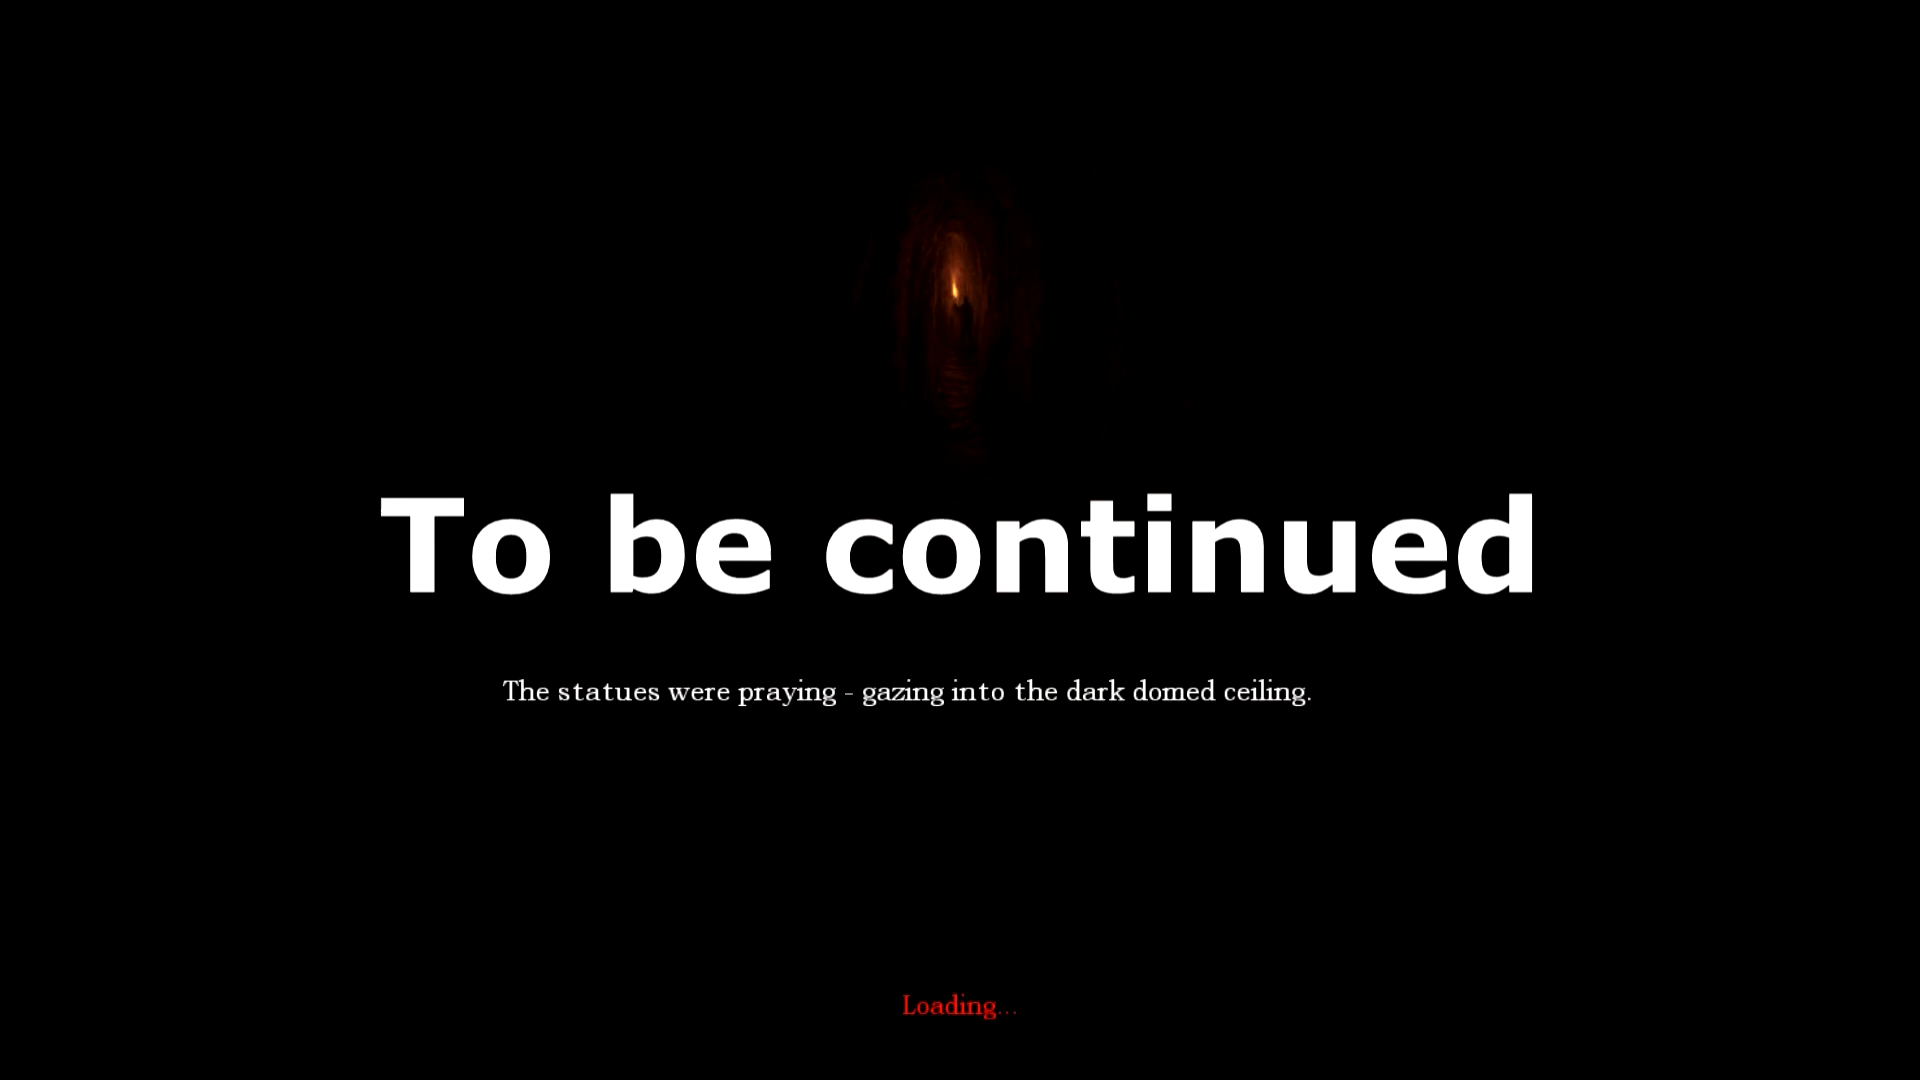 To be continued
The statues were praying - gazing into the dark domed ceiling.
Loading...